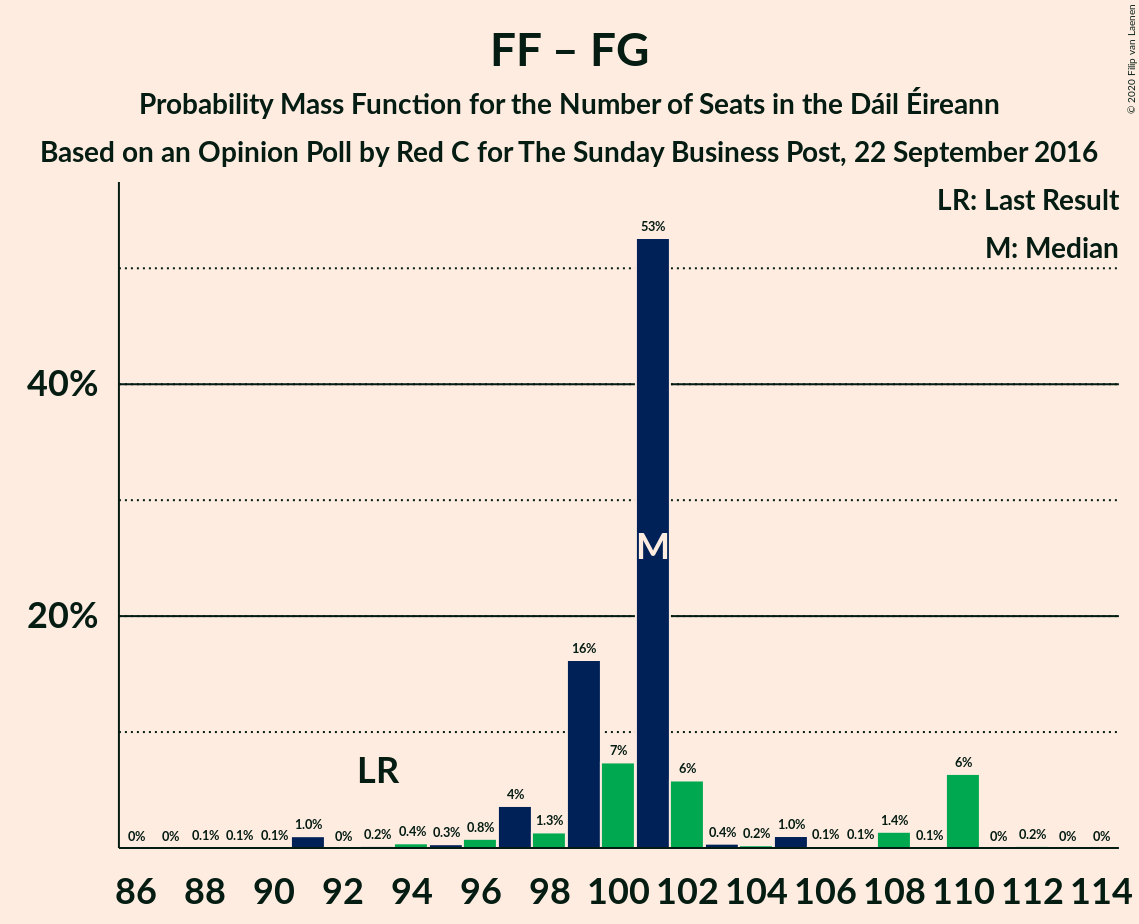 FF – FG
Probability Mass Function for the Number of Seats in the Dáil Éireann
Based on an Opinion Poll by Red C for The Sunday Business Post, 22 September 2016
© 2020 Filip van Laenen
LR: Last Result
M: Median
53%
40%
M
16%
20%
7%
LR
6%
6%
4%
0% 0% 0.1% 0.1% 0.1% 1.0% 0% 0.2% 0.4% 0.3% 0.8% 1.3% 0.4% 0.2% 1.0% 0.1% 0.1% 1.4% 0.1% 0% 0.2% 0% 0%
86 88 90 92 94 96 98 100 102 104 106 108 110 112 114